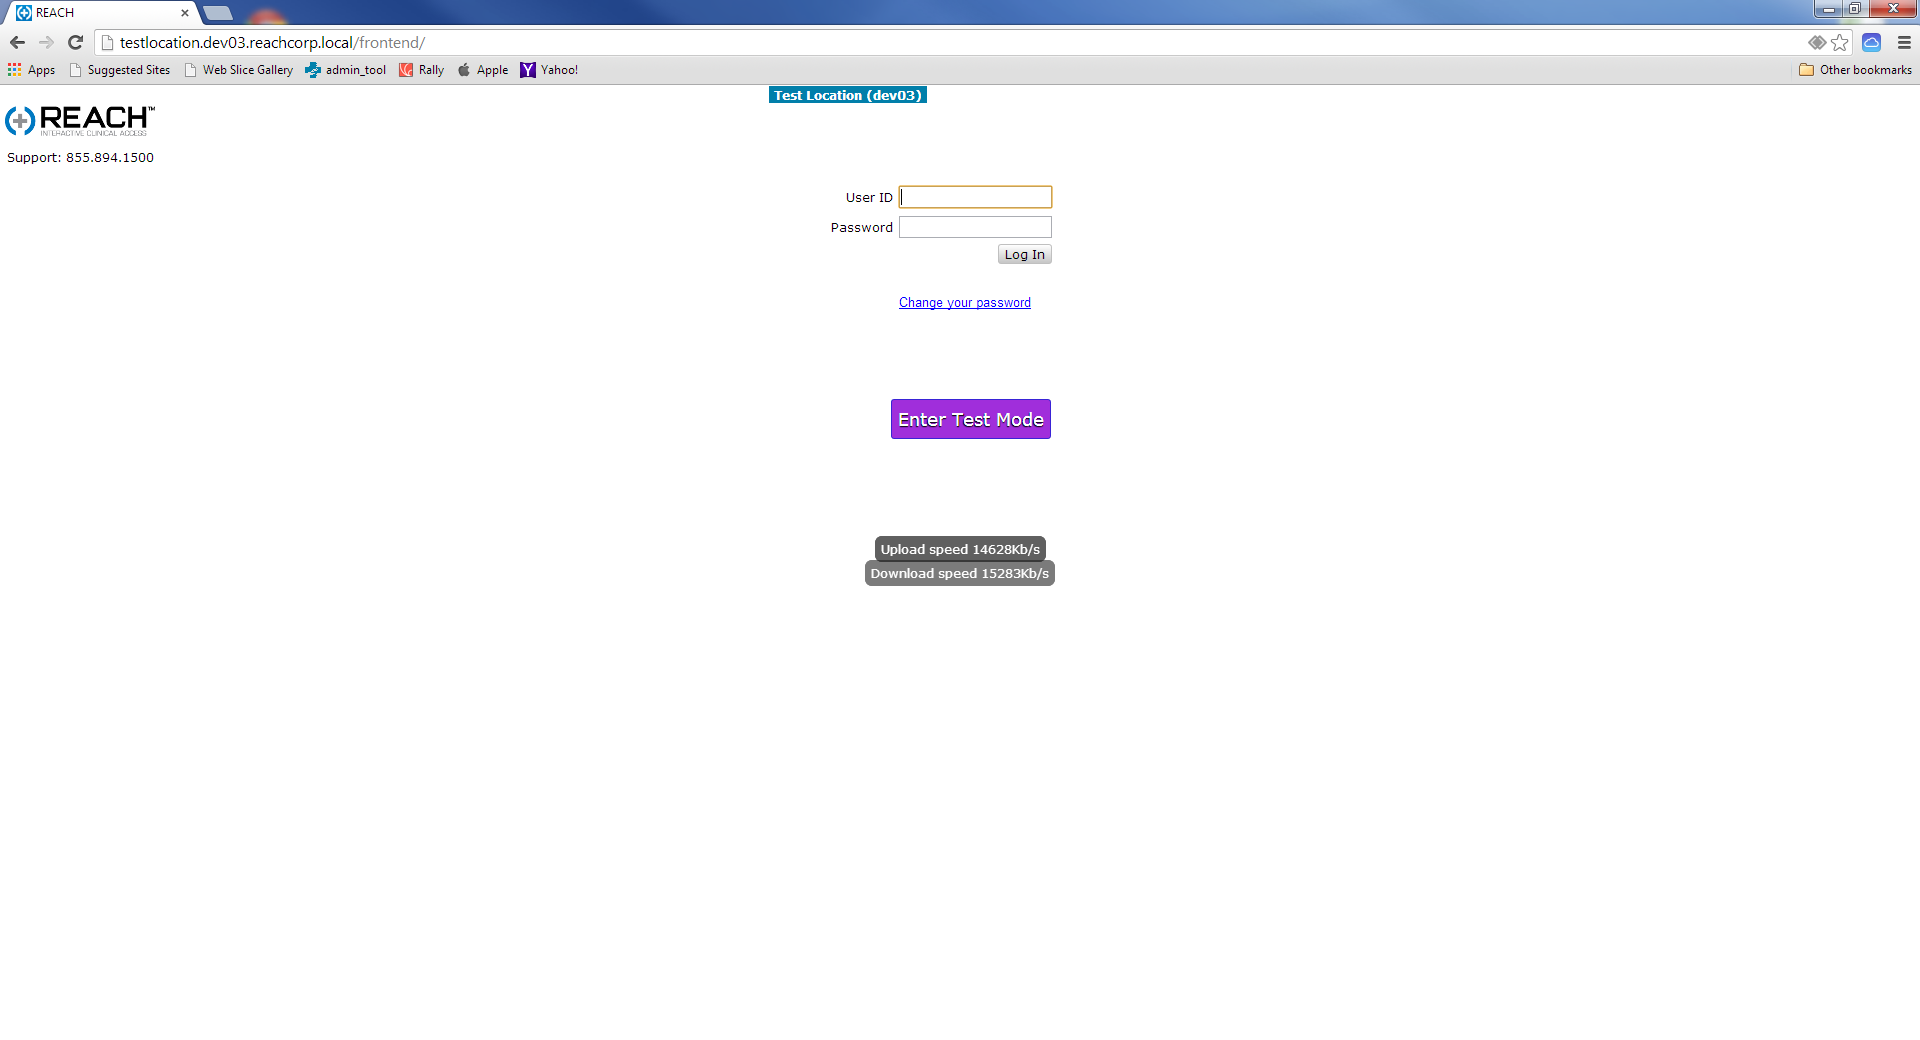 REACH
testlocation.dev03.reachcorp.local/frontend/
Apps Suggested Sites Web Slice Gallery admin_tool Rally Apple Yahoo! Other bookmarks
Test Location (dev03)
REACH™
INTERACTIVE CLINICAL ACCESS
Support: 855.894.1500
User ID
Password
Log In
Change your password
Enter Test Mode
Upload speed 14628Kb/s
Download speed 15283Kb/s